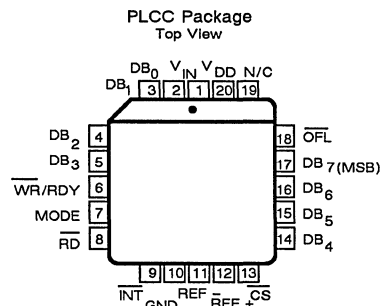 PLCC Package
Top View
DB1 DB0 VIN VDD N/C
3 2 1 20 19
DB2 4 18 OFL
DB3 5 17 DB7(MSB)
WR/RDY 6 16 DB6
MODE 7 15 DB5
RD 8 14 DB4
9 10 11 12 13
INT GND REF - REF + CS